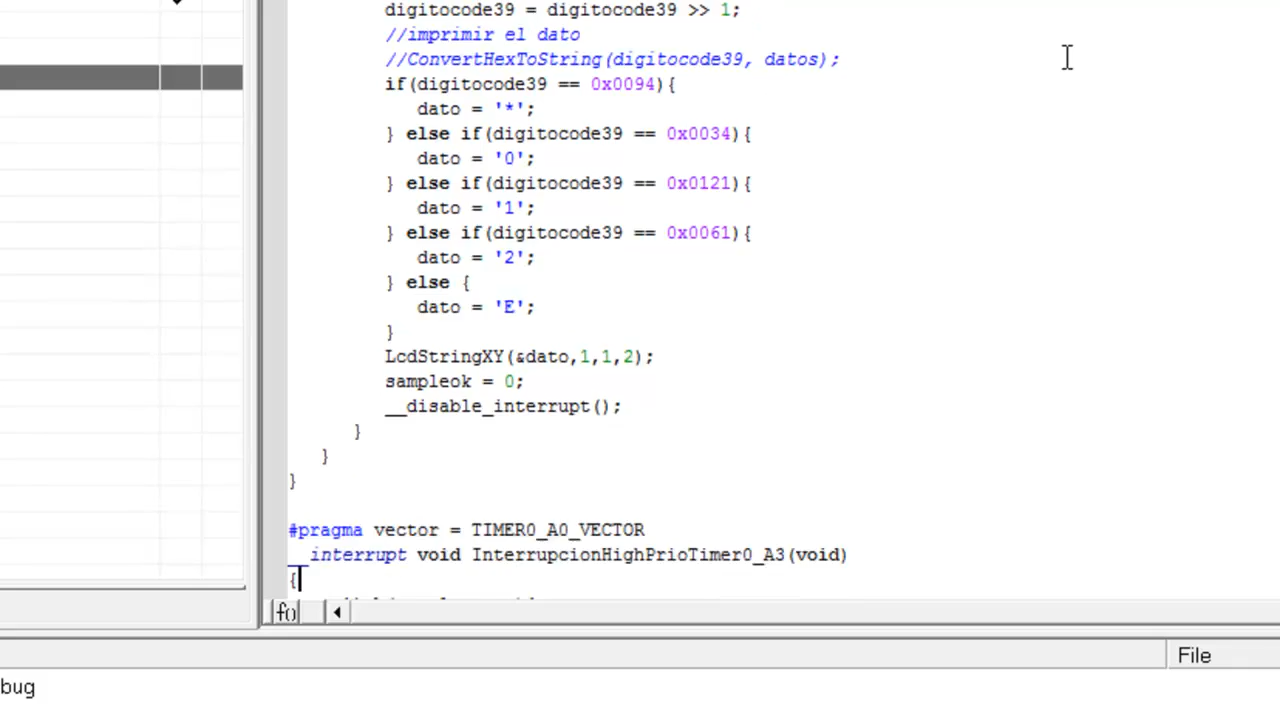 digitocode39 = digitocode39 >> 1;
//imprimir el dato
//ConvertHexToString(digitocode39, datos);
if(digitocode39 == 0x0094){
dato = '*';
} else if(digitocode39 == 0x0034){
dato = '0';
} else if(digitocode39 == 0x0121){
dato = '1';
} else if(digitocode39 == 0x0061){
dato = '2';
} else {
dato = 'E';
}
LcdStringXY(&dato,1,1,2);
sampleok = 0;
__disable_interrupt();
}
}
}
#pragma vector = TIMER0_A0_VECTOR
__interrupt void InterrupcionHighPrioTimer0_A3(void)
{
f()
File
bug